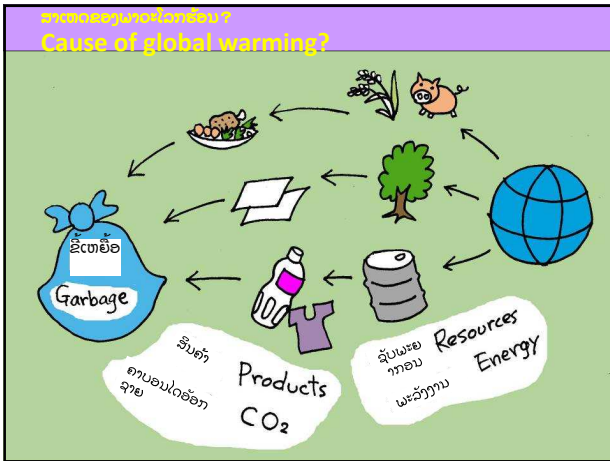 ສາເຫດຂອງພາວະໂລກຮ້ອນ?
Cause of global warming?
ຂີ້ເຫຍື້ອ
Garbage
ສິນຄ້າ
Products
ຄາບອນໄດອ໊ອກ
ຊາຍ
CO₂
ຊັບພະຍ
າກອນ
Resources
Energy
ພະລັງງານ